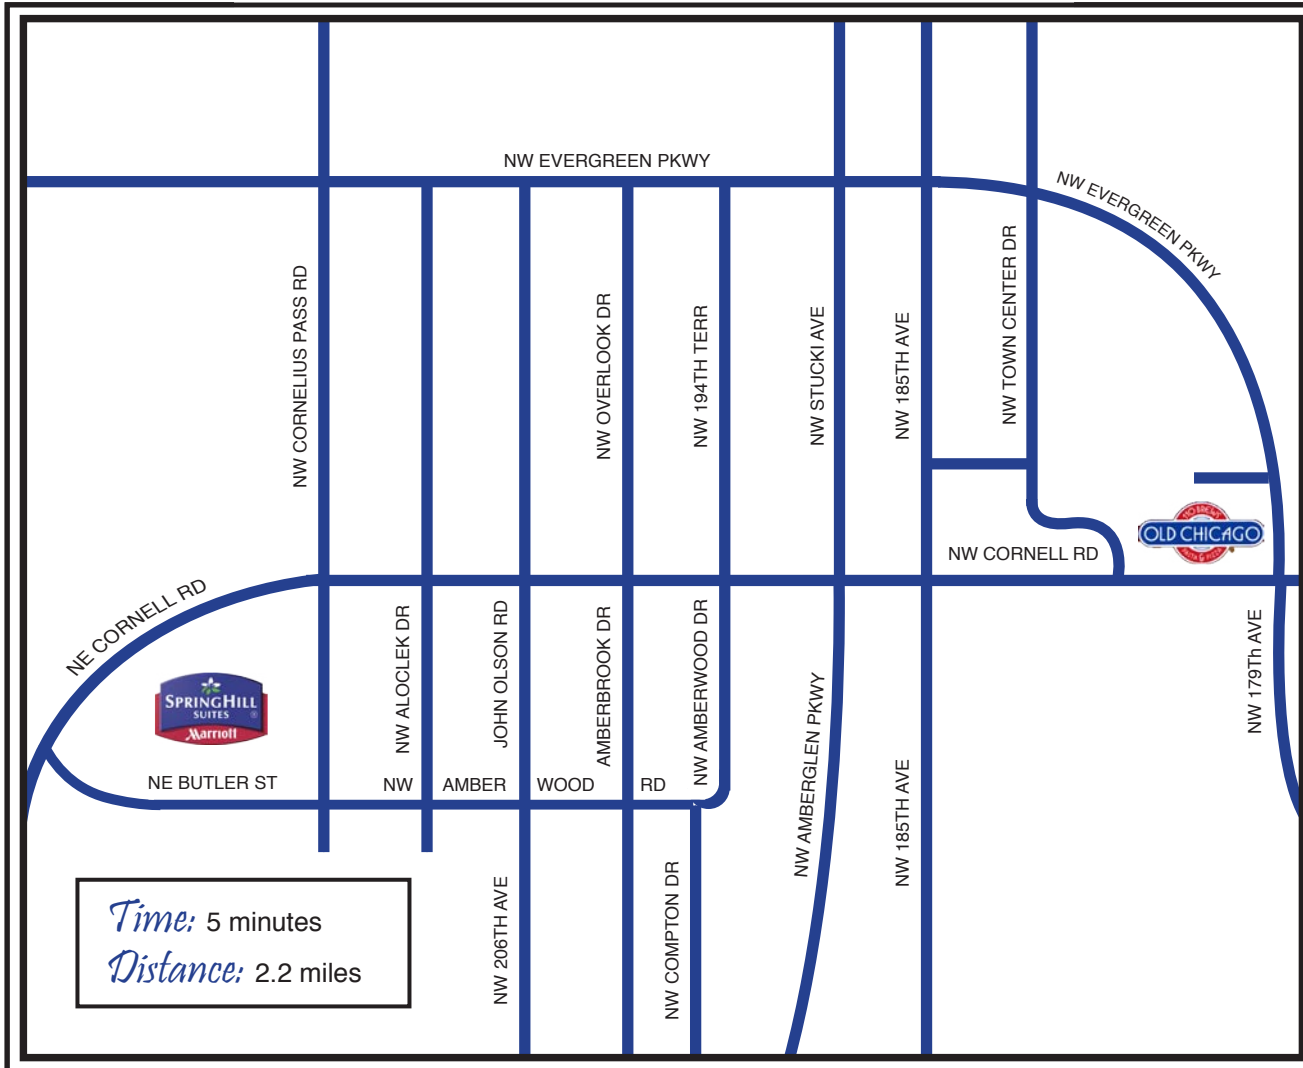 NW EVERGREEN PKWY
NW EVERGREEN PKWY
NW CORNELIUS PASS RD
NW OVERLOOK DR
NW 194TH TERR
NW STUCKI AVE
NW 185TH AVE
NW TOWN CENTER DR
110 BREWS
OLD CHICAGO
PASTA & PIZZA
NW CORNELL RD
NE CORNELL RD
NW ALOCLEK DR
JOHN OLSON RD
AMBERBROOK DR
NW AMBERWOOD DR
NW AMBERGLEN PKWY
NW 185TH AVE
NW 179Th AVE
SPRINGHILL
SUITES ®
Marriott
NE BUTLER ST
NW AMBER WOOD RD
NW 206TH AVE
NW COMPTON DR
Time: 5 minutes
Distance: 2.2 miles